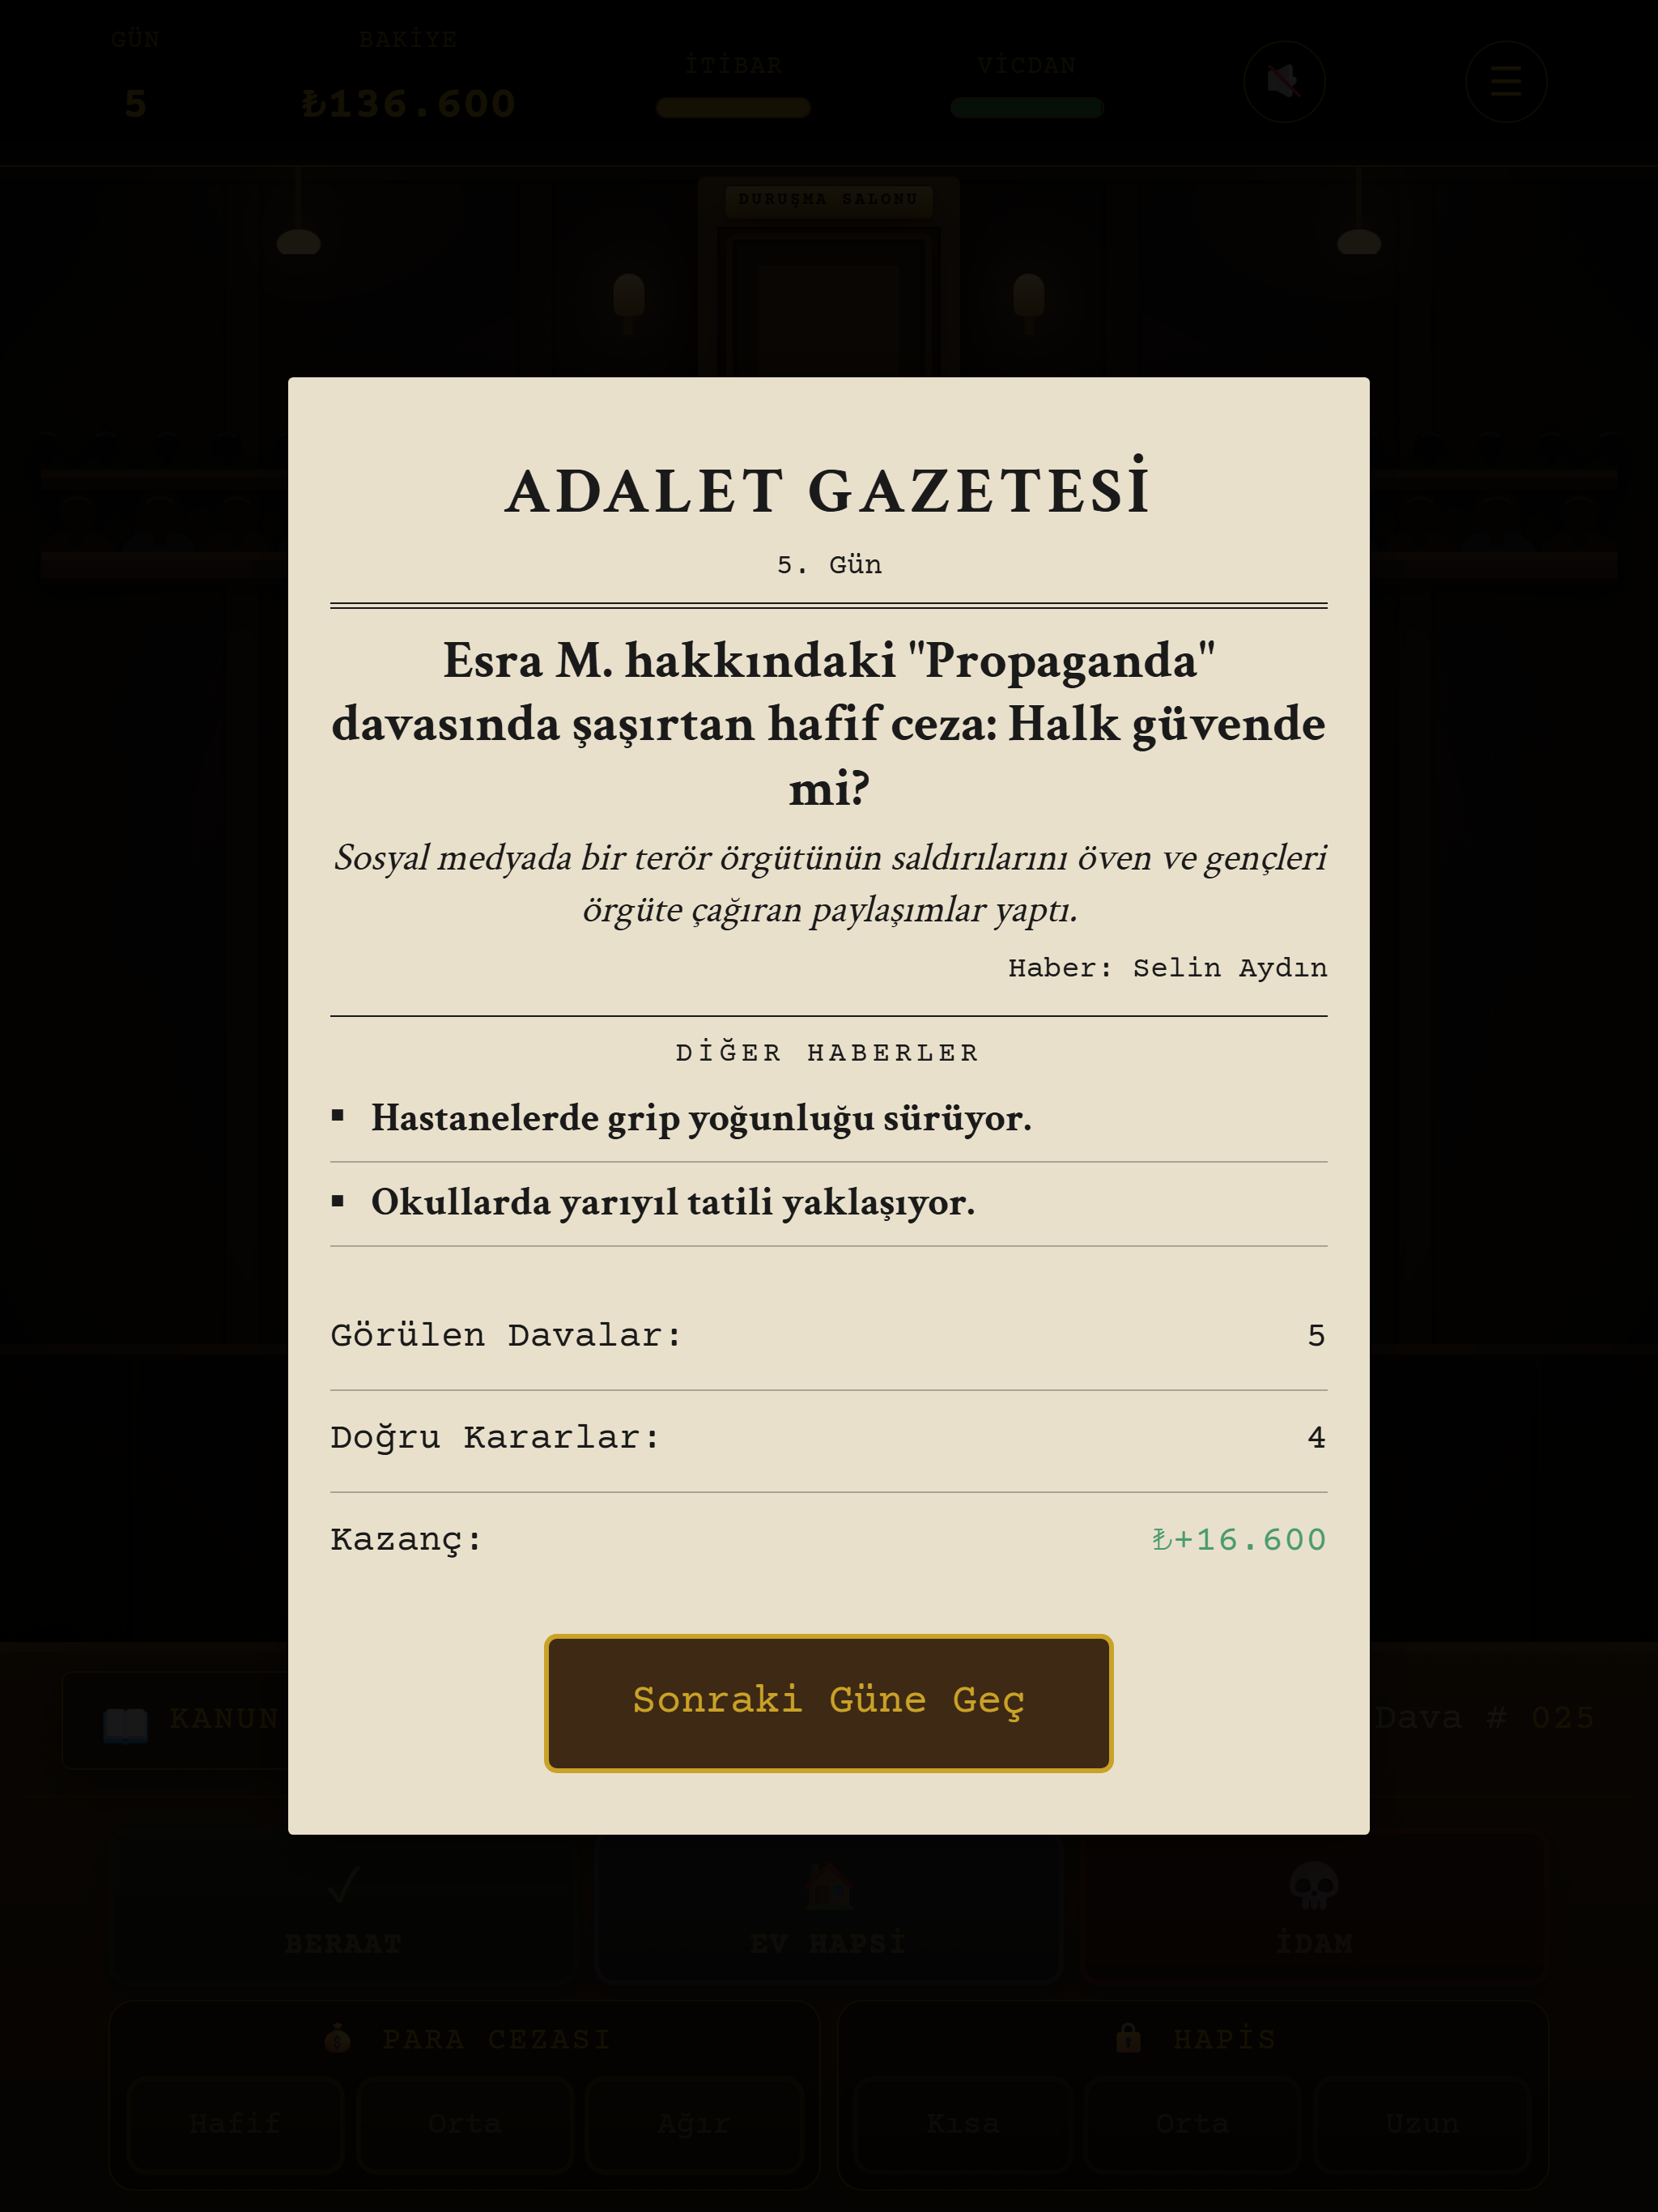 GÜN
BAKİYE
İTİBAR
VİCDAN
5
₺136.600
DURUŞMA SALONU
ADALET GAZETESİ
5. Gün
Esra M. hakkındaki "Propaganda"
davasında şaşırtan hafif ceza: Halk güvende
mi?
Sosyal medyada bir terör örgütünün saldırılarını öven ve gençleri
örgüte çağıran paylaşımlar yaptı.
Haber: Selin Aydın
DİĞER HABERLER
▪ Hastanelerde grip yoğunluğu sürüyor.
▪ Okullarda yarıyıl tatili yaklaşıyor.
Görülen Davalar: 5
Doğru Kararlar: 4
Kazanç: ₺+16.600
Sonraki Güne Geç
KANUN
Dava # 025
BERAAT
EV HAPSİ
İDAM
PARA CEZASI
HAPİS
Hafif
Orta
Ağır
Kısa
Orta
Uzun